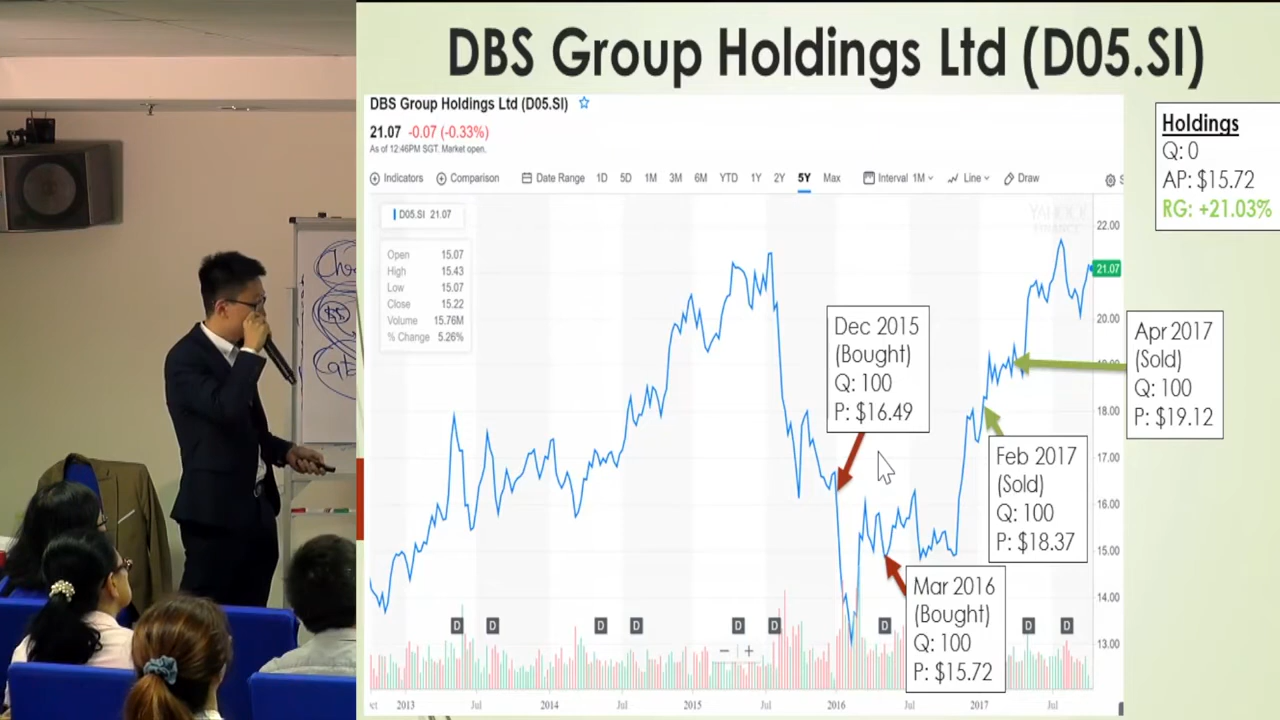 DBS Group Holdings Ltd (D05.SI)
DBS Group Holdings Ltd (D05.SI)
21.07 -0.07 (-0.33%)
As of 12:46PM SGT. Market open.
Indicators Comparison Date Range 1D 5D 1M 3M 6M YTD 1Y 2Y 5Y Max Interval 1M Line Draw S
D05.SI 21.07
Open 15.07
High 15.43
Low 15.07
Close 15.22
Volume 15.76M
% Change 5.26%
YAHOO!
FINANCE
22.00
21.07
20.00
19.00
18.00
17.00
16.00
15.00
14.00
13.00
Holdings
Q: 0
AP: $15.72
RG: +21.03%
Dec 2015
(Bought)
Q: 100
P: $16.49
Apr 2017
(Sold)
Q: 100
P: $19.12
Feb 2017
(Sold)
Q: 100
P: $18.37
Mar 2016
(Bought)
Q: 100
P: $15.72
D D D D D D D D D
2013 Jul 2014 Jul 2015 Jul 2016 Jul 2017 Jul
$$